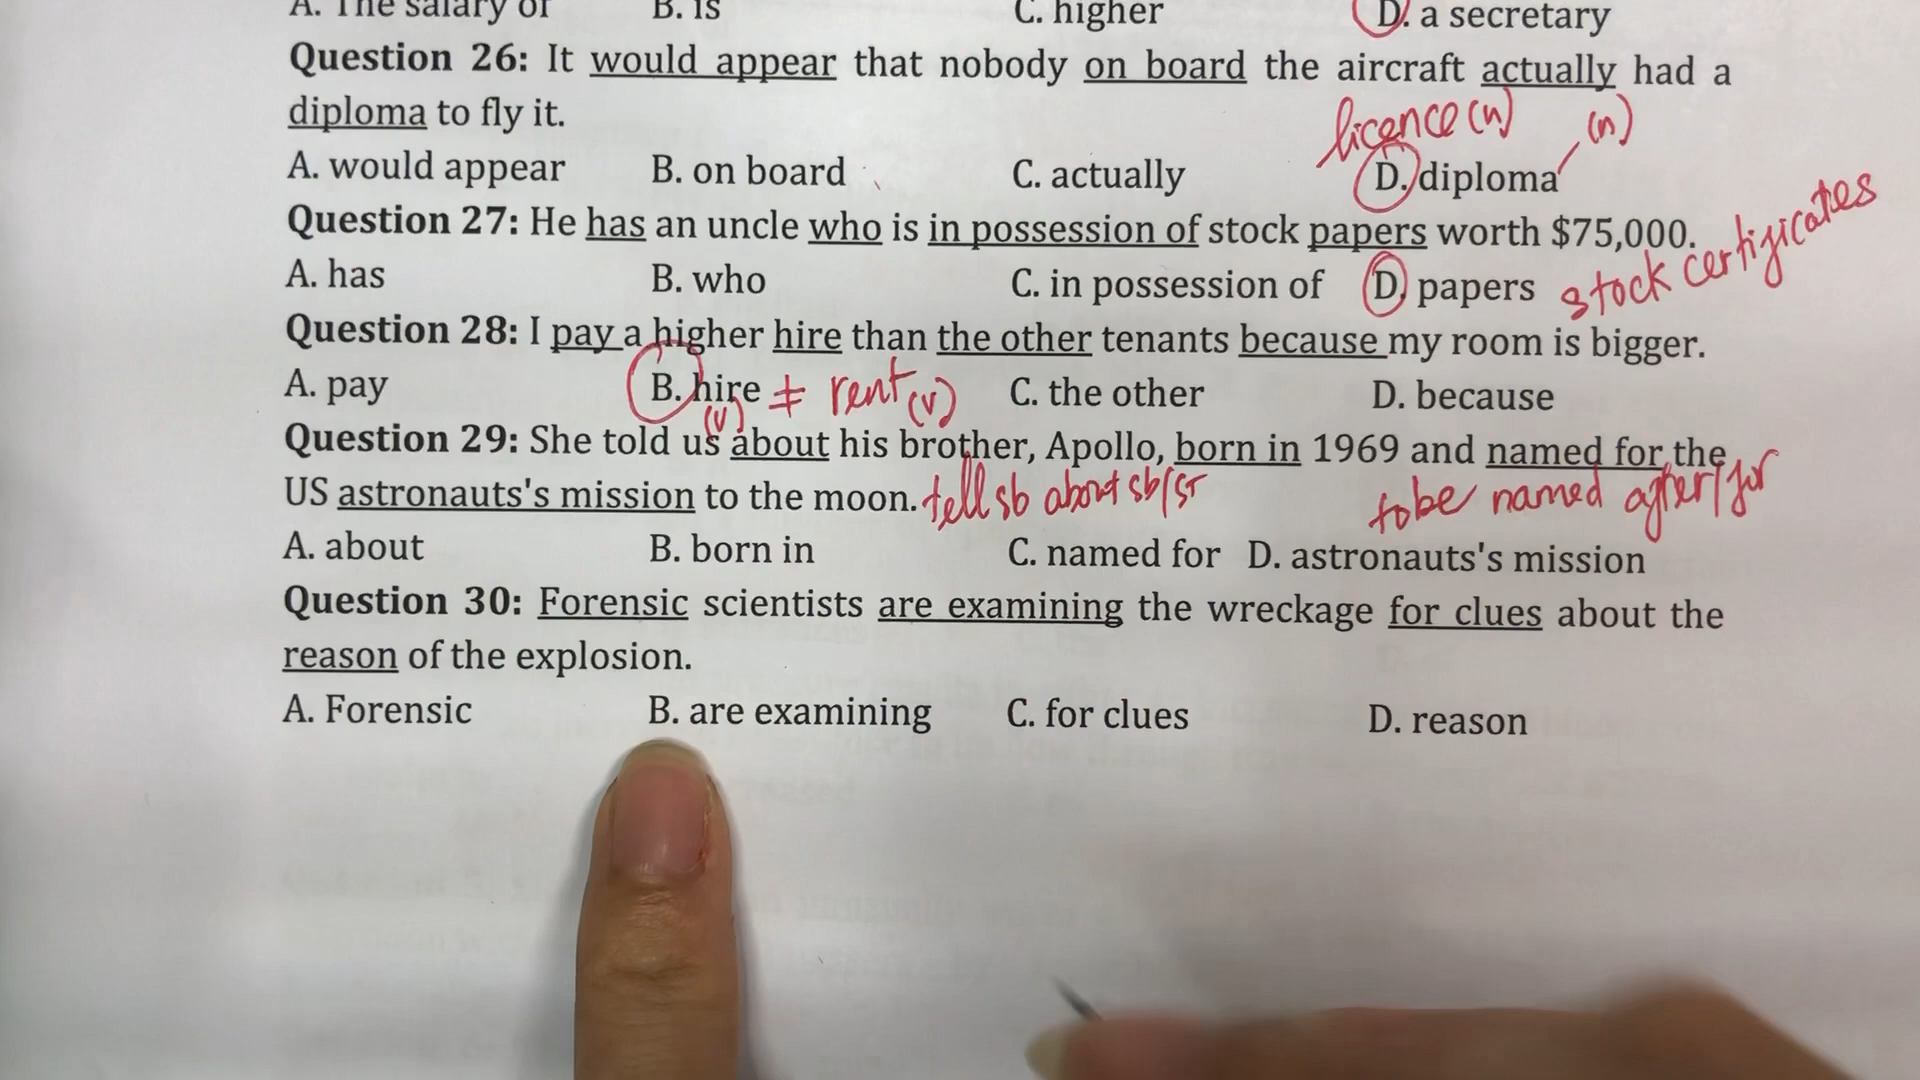 A. The salary of B. is C. higher D. a secretary
Question 26: It would appear that nobody on board the aircraft actually had a
diploma to fly it.
licence (n) (n)
A. would appear B. on board C. actually D. diploma
Question 27: He has an uncle who is in possession of stock papers worth $75,000.
A. has B. who C. in possession of D. papers stock certificates
Question 28: I pay a higher hire than the other tenants because my room is bigger.
A. pay B. hire ≠ rent (v) C. the other D. because
(v)
Question 29: She told us about his brother, Apollo, born in 1969 and named for the
US astronauts's mission to the moon. tell sb about sb/st to be named after/for
A. about B. born in C. named for D. astronauts's mission
Question 30: Forensic scientists are examining the wreckage for clues about the
reason of the explosion.
A. Forensic B. are examining C. for clues D. reason